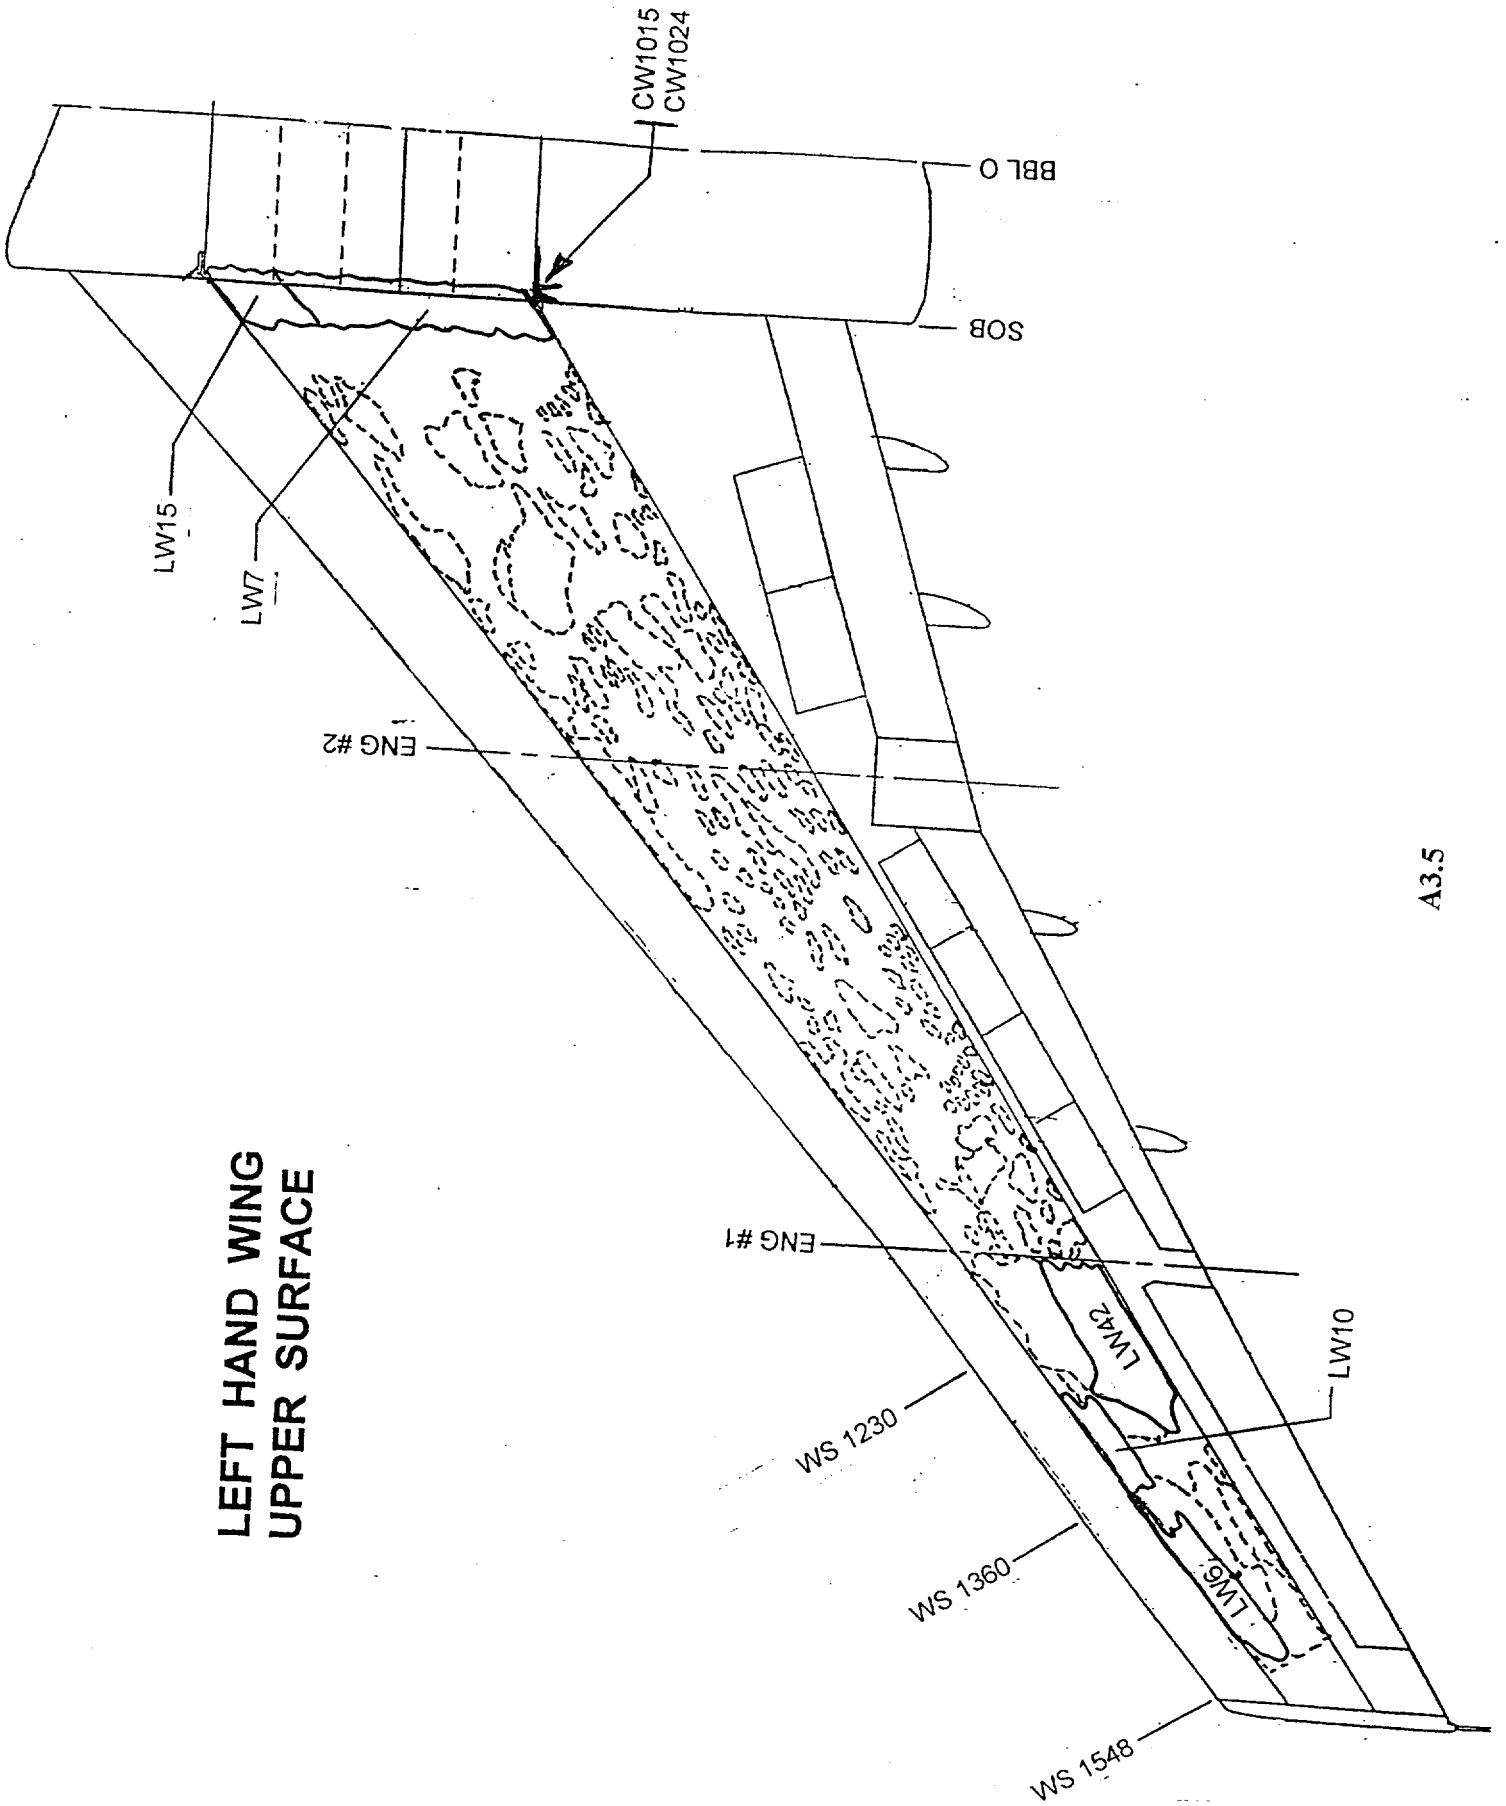 LEFT HAND WING
UPPER SURFACE
CW1015
CW1024
BBL O
SOB
LW15
LW7
ENG #2
ENG #1
LW42
LW10
LW6
WS 1230
WS 1360
WS 1548
A3.5